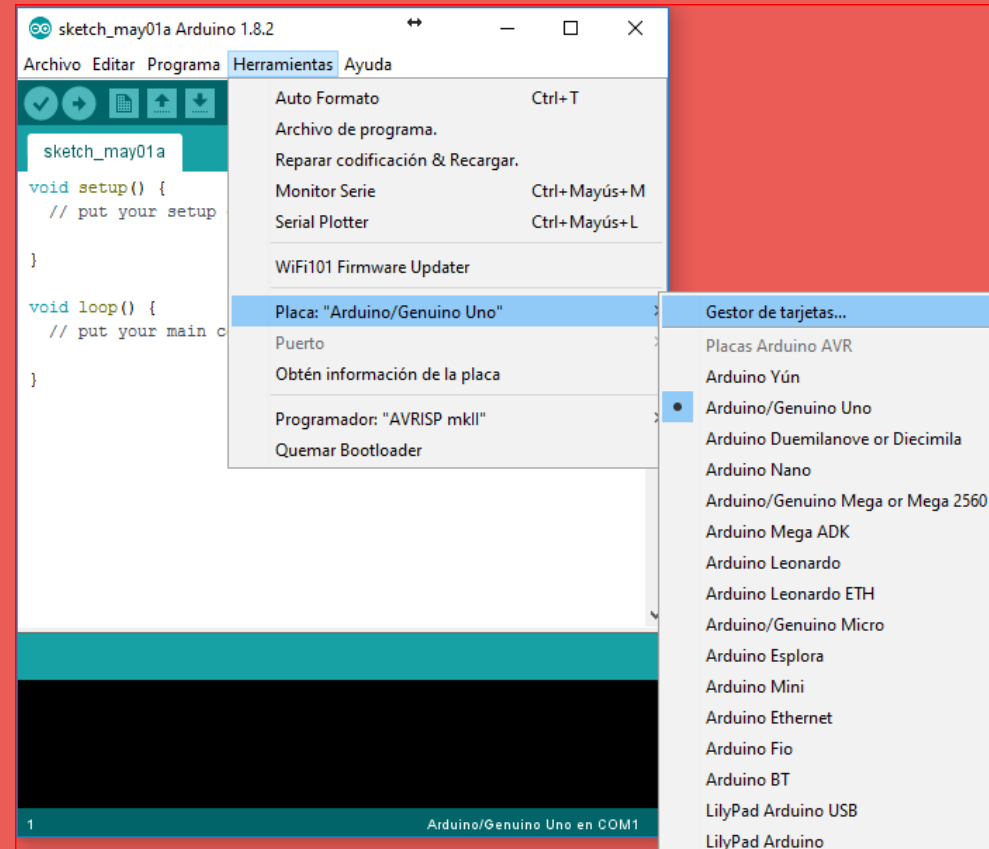 sketch_may01a Arduino 1.8.2
Archivo Editar Programa Herramientas Ayuda
sketch_may01a
void setup() {
// put your setup
}
void loop() {
// put your main c
}
Auto Formato Ctrl+T
Archivo de programa.
Reparar codificación & Recargar.
Monitor Serie Ctrl+Mayús+M
Serial Plotter Ctrl+Mayús+L
WiFi101 Firmware Updater
Placa: "Arduino/Genuino Uno"
Puerto
Obtén información de la placa
Programador: "AVRISP mkII"
Quemar Bootloader
Gestor de tarjetas...
Placas Arduino AVR
Arduino Yún
Arduino/Genuino Uno
Arduino Duemilanove or Diecimila
Arduino Nano
Arduino/Genuino Mega or Mega 2560
Arduino Mega ADK
Arduino Leonardo
Arduino Leonardo ETH
Arduino/Genuino Micro
Arduino Esplora
Arduino Mini
Arduino Ethernet
Arduino Fio
Arduino BT
LilyPad Arduino USB
LilyPad Arduino
1 Arduino/Genuino Uno en COM1